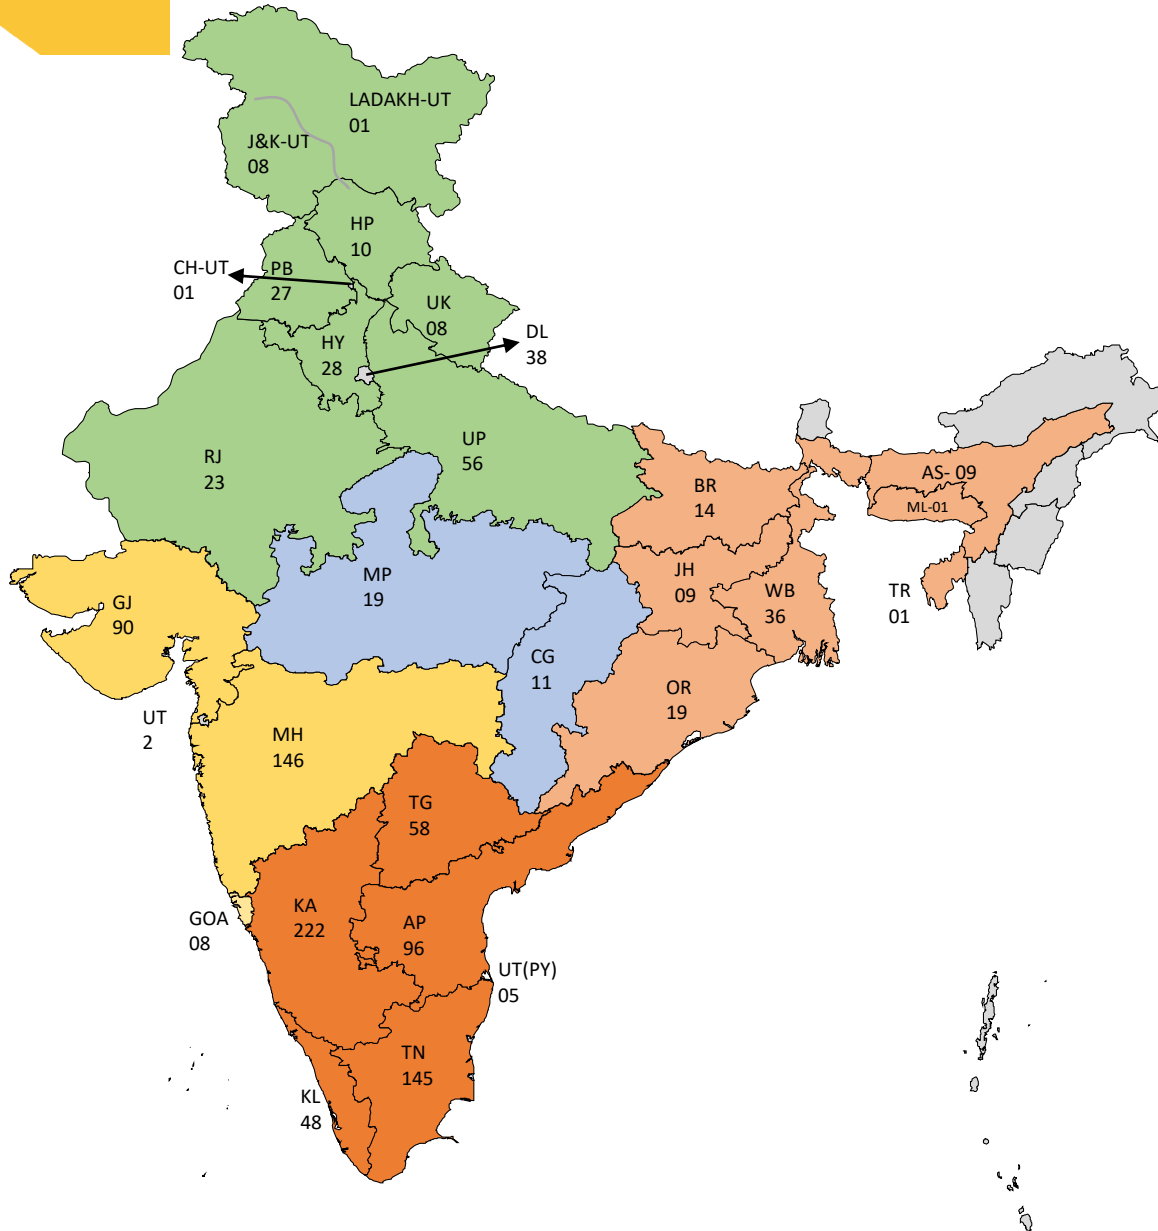 LADAKH-UT
01
J&K-UT
08
HP
10
CH-UT
01
PB
27
UK
08
DL
38
HY
28
UP
56
RJ
23
BR
14
AS- 09
ML-01
MP
19
JH
09
WB
36
TR
01
GJ
90
CG
11
OR
19
UT
2
MH
146
TG
58
KA
222
AP
96
GOA
08
UT(PY)
05
TN
145
KL
48